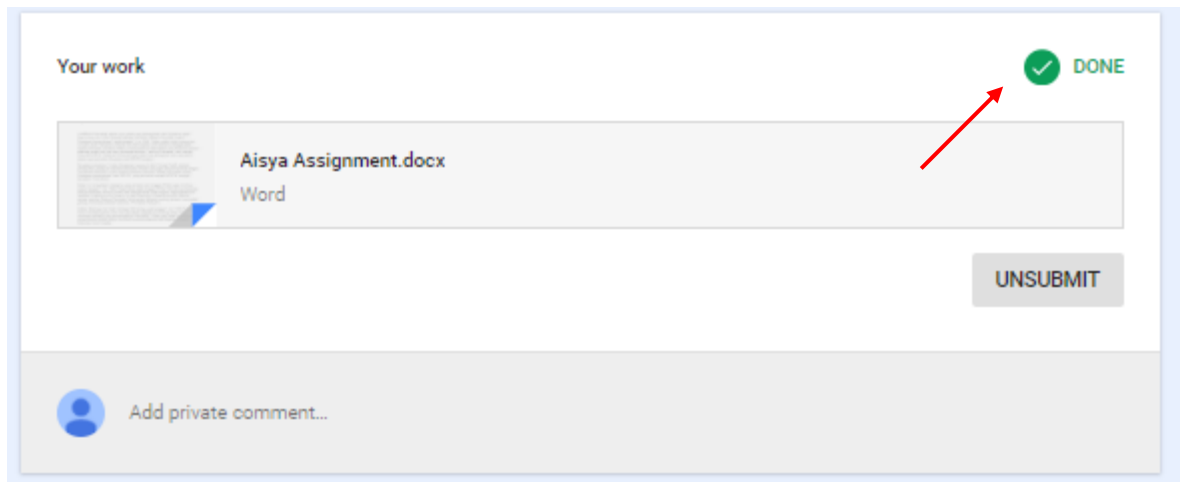 Your work
DONE
Aisya Assignment.docx
Word
UNSUBMIT
Add private comment...